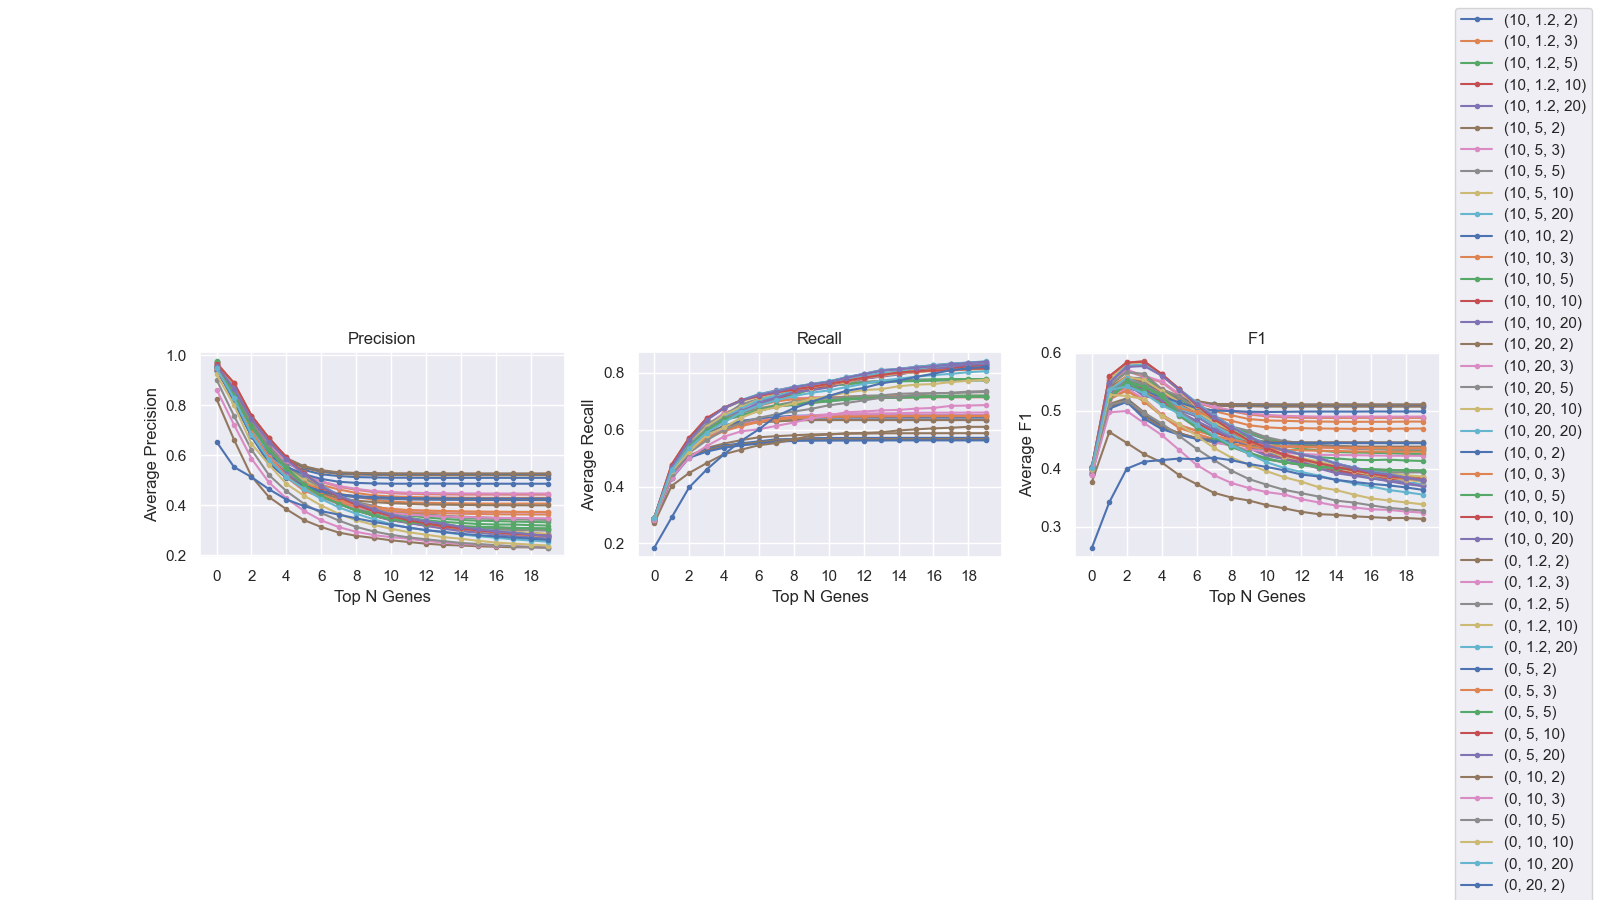 Precision
Average Precision
1.0
0.8
0.6
0.4
0.2
0 2 4 6 8 10 12 14 16 18
Top N Genes
Recall
Average Recall
0.8
0.6
0.4
0.2
0 2 4 6 8 10 12 14 16 18
Top N Genes
F1
Average F1
0.6
0.5
0.4
0.3
0 2 4 6 8 10 12 14 16 18
Top N Genes
(10, 1.2, 2)
(10, 1.2, 3)
(10, 1.2, 5)
(10, 1.2, 10)
(10, 1.2, 20)
(10, 5, 2)
(10, 5, 3)
(10, 5, 5)
(10, 5, 10)
(10, 5, 20)
(10, 10, 2)
(10, 10, 3)
(10, 10, 5)
(10, 10, 10)
(10, 10, 20)
(10, 20, 2)
(10, 20, 3)
(10, 20, 5)
(10, 20, 10)
(10, 20, 20)
(10, 0, 2)
(10, 0, 3)
(10, 0, 5)
(10, 0, 10)
(10, 0, 20)
(0, 1.2, 2)
(0, 1.2, 3)
(0, 1.2, 5)
(0, 1.2, 10)
(0, 1.2, 20)
(0, 5, 2)
(0, 5, 3)
(0, 5, 5)
(0, 5, 10)
(0, 5, 20)
(0, 10, 2)
(0, 10, 3)
(0, 10, 5)
(0, 10, 10)
(0, 10, 20)
(0, 20, 2)